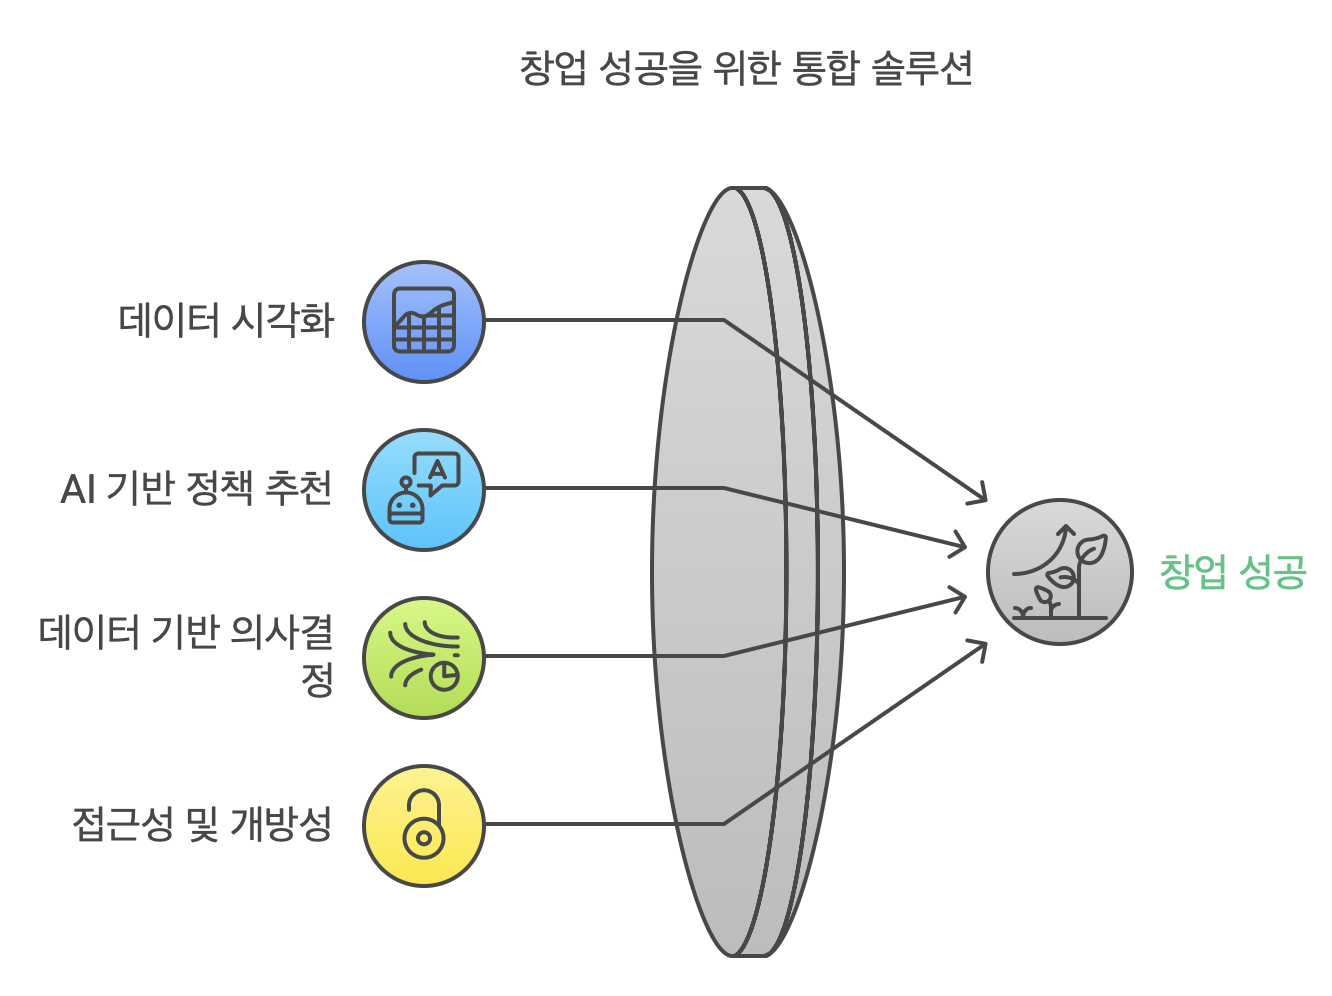 창업 성공을 위한 통합 솔루션
데이터 시각화
AI 기반 정책 추천
A
데이터 기반 의사결
정
접근성 및 개방성
창업 성공